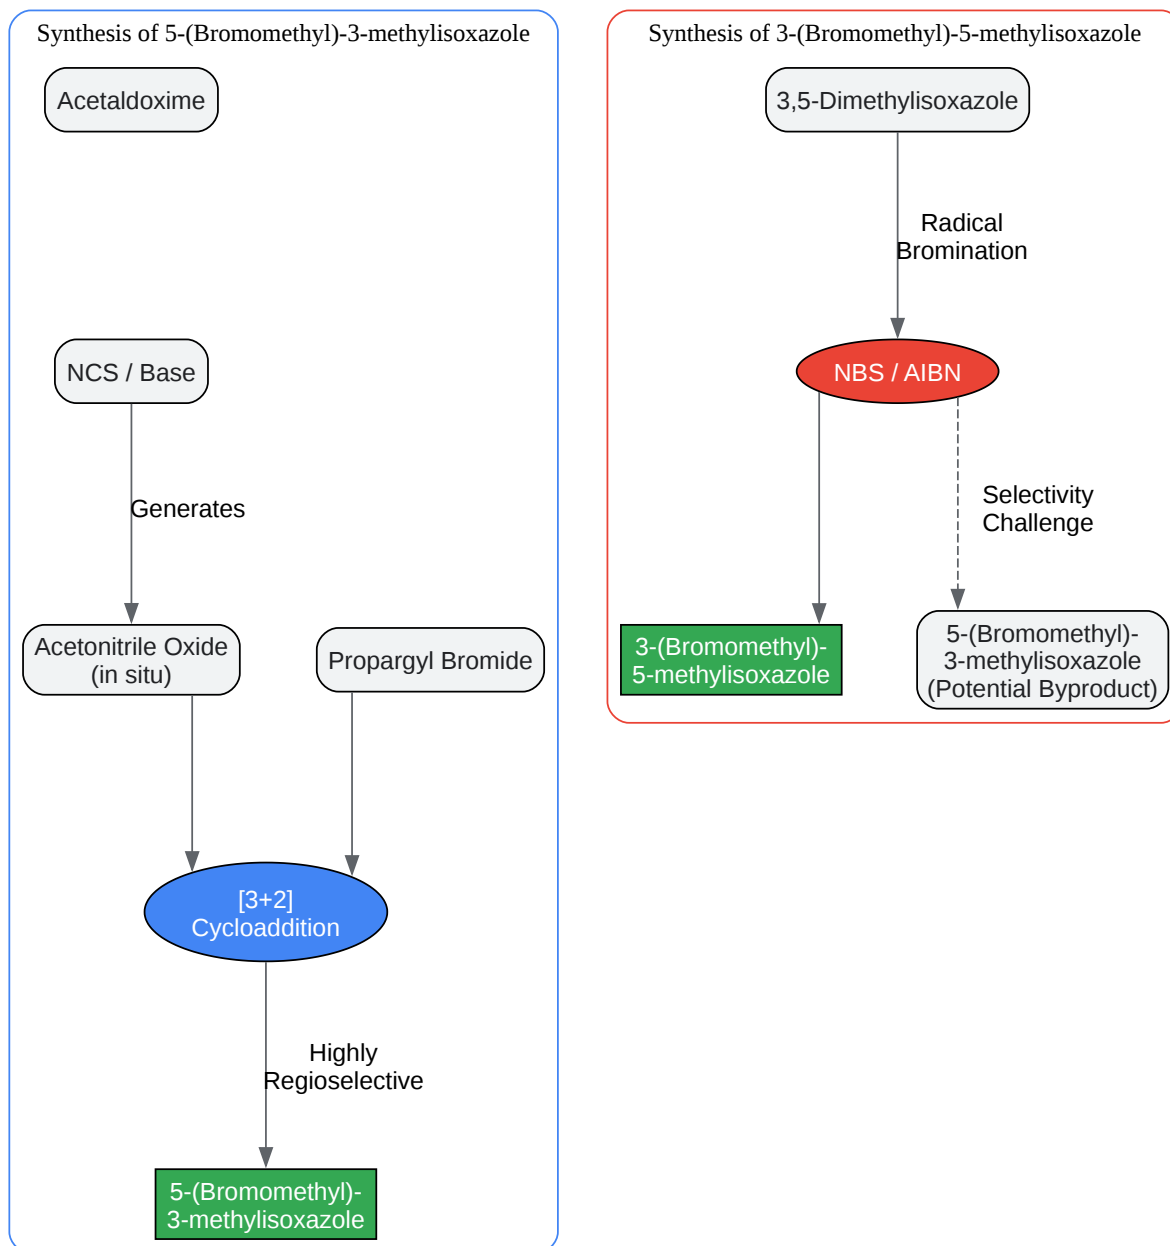 Synthesis of 5-(Bromomethyl)-3-methylisoxazole
Acetaldoxime
NCS / Base
Generates
Acetonitrile Oxide
(in situ)
Propargyl Bromide
[3+2]
Cycloaddition
Highly
Regioselective
5-(Bromomethyl)-
3-methylisoxazole
Synthesis of 3-(Bromomethyl)-5-methylisoxazole
3,5-Dimethylisoxazole
Radical
Bromination
NBS / AIBN
Selectivity
Challenge
3-(Bromomethyl)-
5-methylisoxazole
5-(Bromomethyl)-
3-methylisoxazole
(Potential Byproduct)